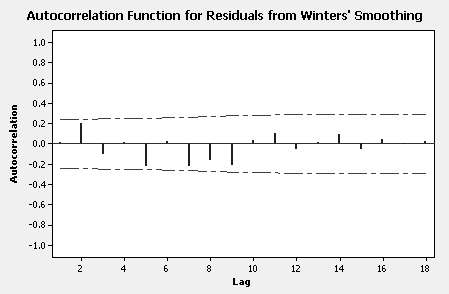 Autocorrelation Function for Residuals from Winters' Smoothing
1.0
0.8
0.6
0.4
0.2
0.0
-0.2
-0.4
-0.6
-0.8
-1.0
Autocorrelation
2 4 6 8 10 12 14 16 18
Lag